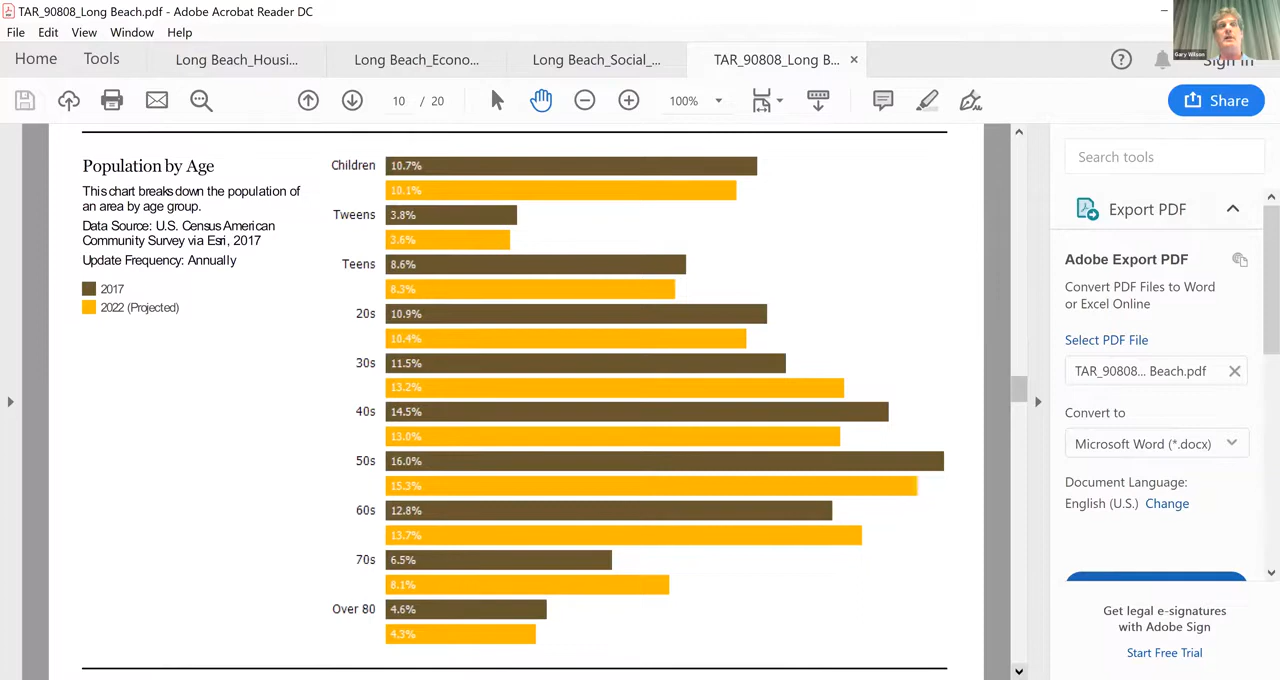 TAR_90808_Long Beach.pdf - Adobe Acrobat Reader DC
File Edit View Window Help
Gary Wilson
Home Tools Long Beach_Housi... Long Beach_Econo... Long Beach_Social_... TAR_90808_Long B... × Sign In
10 / 20 100% Share
Population by Age
This chart breaks down the population of
an area by age group.
Data Source: U.S. Census American
Community Survey via Esri, 2017
Update Frequency: Annually
2017
2022 (Projected)
Children 10.7%
10.1%
Tweens 3.8%
3.6%
Teens 8.6%
8.3%
20s 10.9%
10.4%
30s 11.5%
13.2%
40s 14.5%
13.0%
50s 16.0%
15.3%
60s 12.8%
13.7%
70s 6.5%
8.1%
Over 80 4.6%
4.3%
Search tools
Export PDF
Adobe Export PDF
Convert PDF Files to Word
or Excel Online
Select PDF File
TAR_90808... Beach.pdf
Convert to
Microsoft Word (*.docx)
Document Language:
English (U.S.) Change
Get legal e-signatures
with Adobe Sign
Start Free Trial